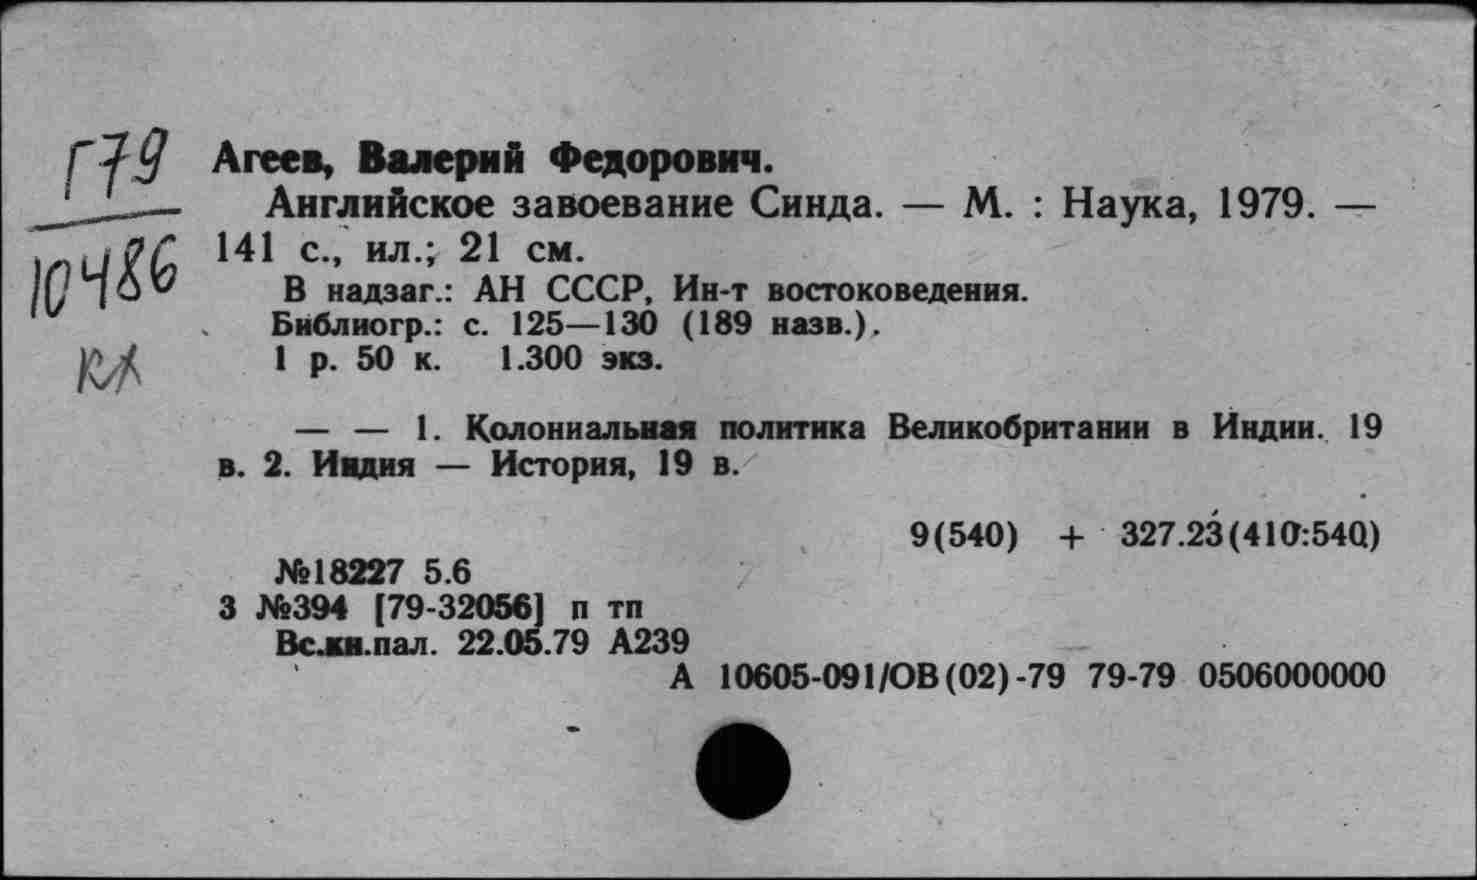 Г79
10486
кх
Агеев, Валерий Федорович.
Английское завоевание Синда. — М. : Наука, 1979. —
141 с., ил.; 21 см.
В надзаг.: АН СССР, Ин-т востоковедения.
Библиогр.: с. 125—130 (189 назв.).
1 р. 50 к. 1.300 экз.
— — 1. Колониальная политика Великобритании в Индии. 19
в. 2. Индия — История, 19 в.
9(540) + 327.23(410:540)
№18227 5.6
3 №394 [79-32056] п тп
Вс.кн.пал. 22.05.79 А239
А 10605-091/ОВ(02)-79 79-79 0506000000